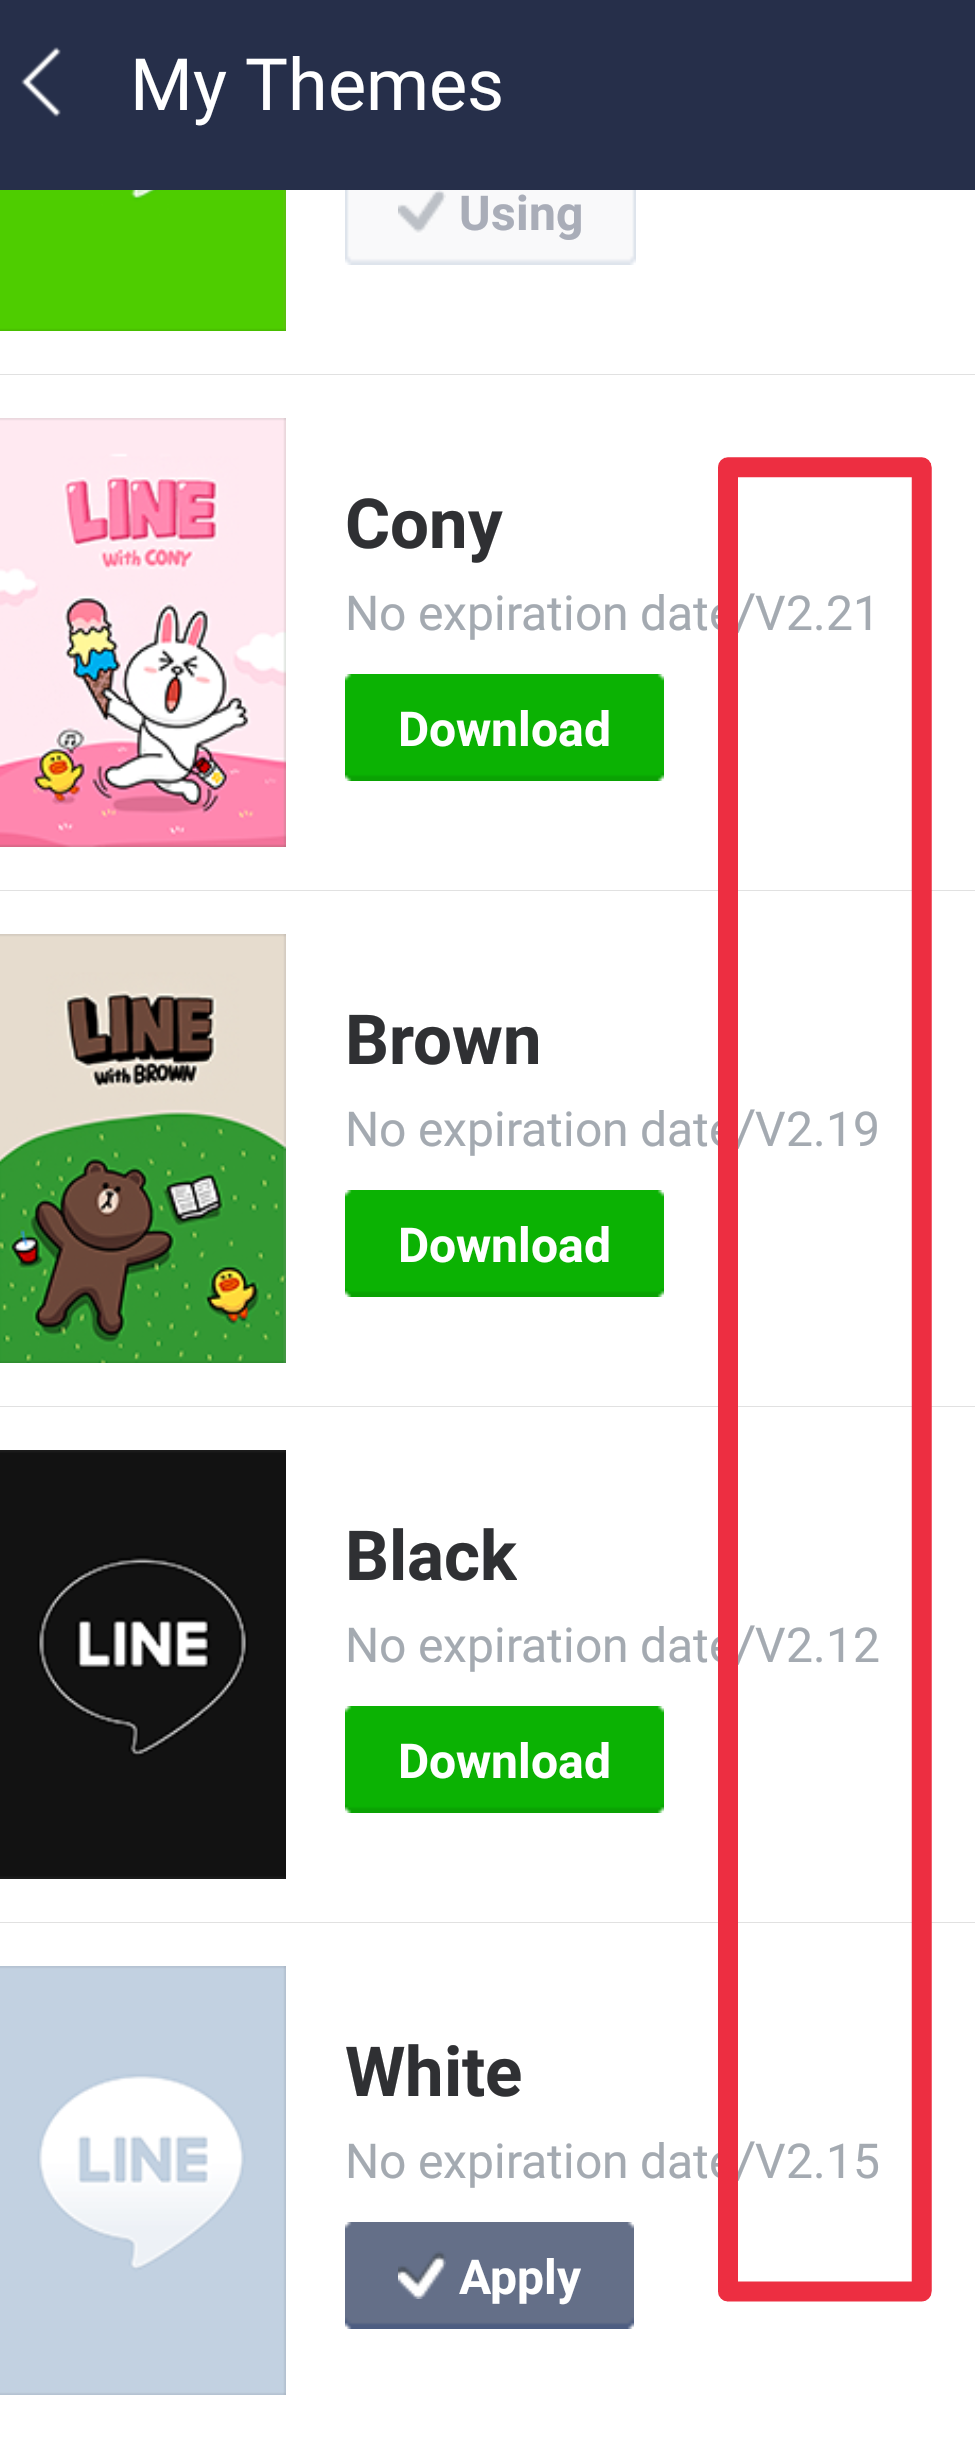 My Themes
Using
LINE
With CONY
Cony
No expiration date/V2.21
Download
LINE
With BROWN
Brown
No expiration date/V2.19
Download
LINE
Black
No expiration date/V2.12
Download
LINE
White
No expiration date/V2.15
Apply